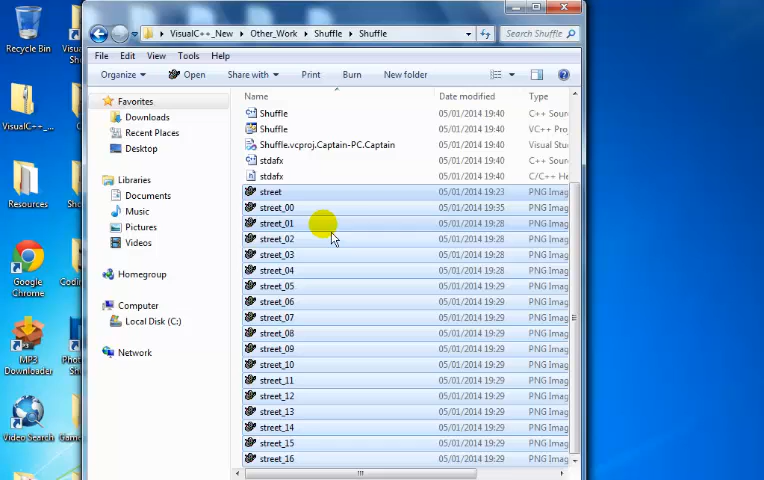 Recycle Bin
VisualC++_...
Resources
Google
Chrome
MP3
Downloader
Video Search
VisualC++_New Other_Work Shuffle Shuffle
Search Shuffle
File Edit View Tools Help
Organize Open Share with Print Burn New folder
Favorites
Downloads
Recent Places
Desktop
Libraries
Documents
Music
Pictures
Videos
Homegroup
Computer
Local Disk (C:)
Network
Name Date modified Type
Shuffle 05/01/2014 19:40 C++ Sourc
Shuffle 05/01/2014 19:40 VC++ Proj
Shuffle.vcproj.Captain-PC.Captain 05/01/2014 19:40 Visual Stu
stdafx 05/01/2014 19:40 C++ Sourc
stdafx 05/01/2014 19:40 C/C++ He
street 05/01/2014 19:23 PNG Imag
street_00 05/01/2014 19:35 PNG Imag
street_01 05/01/2014 19:28 PNG Imag
street_02 05/01/2014 19:28 PNG Imag
street_03 05/01/2014 19:28 PNG Imag
street_04 05/01/2014 19:28 PNG Imag
street_05 05/01/2014 19:29 PNG Imag
street_06 05/01/2014 19:29 PNG Imag
street_07 05/01/2014 19:29 PNG Imag
street_08 05/01/2014 19:29 PNG Imag
street_09 05/01/2014 19:29 PNG Imag
street_10 05/01/2014 19:29 PNG Imag
street_11 05/01/2014 19:29 PNG Imag
street_12 05/01/2014 19:29 PNG Imag
street_13 05/01/2014 19:29 PNG Imag
street_14 05/01/2014 19:29 PNG Imag
street_15 05/01/2014 19:29 PNG Imag
street_16 05/01/2014 19:29 PNG Imag